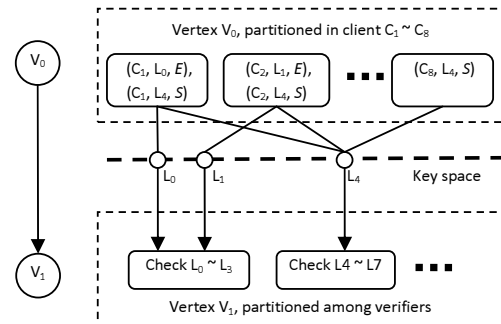 Vertex V₀, partitioned in client C₁ ~ C₈
V₀
(C₁, L₀, E),
(C₁, L₄, S)
(C₂, L₁, E),
(C₂, L₄, S)
(C₈, L₄, S)
L₀
L₁
L₄
Key space
V₁
Check L₀ ~ L₃
Check L4 ~ L7
Vertex V₁, partitioned among verifiers